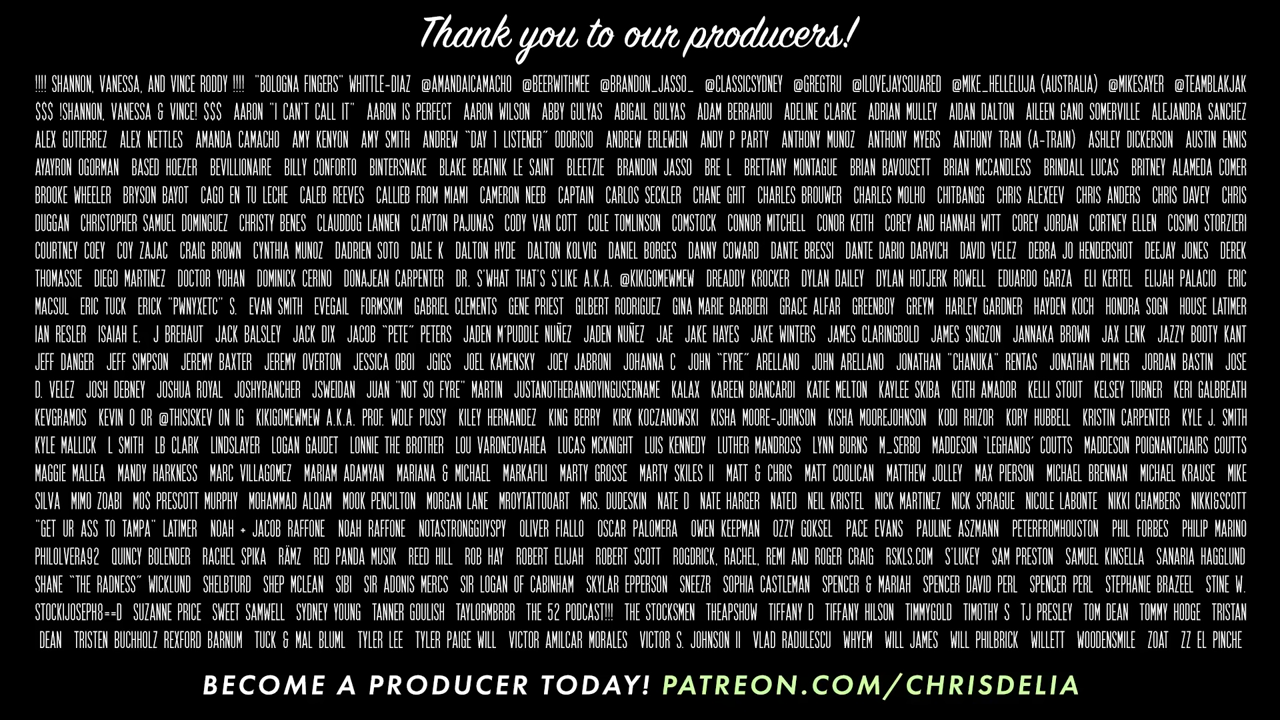 Thank you to our producers!
!!!! SHANNON, VANESSA, AND VINCE RODDY !!!! "BOLOGNA FINGERS" WHITTLE-DIAZ @AMANDAICAMACHO @BEERWITHMEE @BRANDON_JASSO_ @CLASSICSYDNEY @GREGTRU @ILOVEJAYSQUARED @MIKE_HELLELUJA (AUSTRALIA) @MIKESAYER @TEAMBLAKJAK
$$$ !SHANNON, VANESSA & VINCE! $$$ AARON "I CAN'T CALL IT" AARON IS PERFECT AARON WILSON ABBY GULYAS ABIGAIL GULYAS ADAM BERRAHOU ADELINE CLARKE ADRIAN MULLEY AIDAN DALTON AILEEN GANO SOMERVILLE ALEJANDRA SANCHEZ
ALEX GUTIERREZ ALEX NETTLES AMANDA CAMACHO AMY KENYON AMY SMITH ANDREW "DAY 1 LISTENER" ODORISIO ANDREW ERLEWEIN ANDY P PARTY ANTHONY MUNOZ ANTHONY MYERS ANTHONY TRAN (A-TRAIN) ASHLEY DICKERSON AUSTIN ENNIS
AYAYRON OGORMAN BASED HOEZER BEVILLIONAIRE BILLY CONFORTO BINTERSNAKE BLAKE BEATNIK LE SAINT BLEETZIE BRANDON JASSO BRE L BRETTANY MONTAGUE BRIAN BAVOUSETT BRIAN MCCANDLESS BRINDALL LUCAS BRITNEY ALAMEDA COMER
BROOKE WHEELER BRYSON BAYOT CAGO EN TU LECHE CALEB REEVES CALLIEB FROM MIAMI CAMERON NEEB CAPTAIN CARLOS SECKLER CHANE GHIT CHARLES BROUWER CHARLES MOLHO CHITBANGG CHRIS ALEXEEV CHRIS ANDERS CHRIS DAVEY CHRIS
DUGGAN CHRISTOPHER SAMUEL DOMINGUEZ CHRISTY BENES CLAUDDOG LANNEN CLAYTON PAJUNAS CODY VAN COTT COLE TOMLINSON COMSTOCK CONNOR MITCHELL CONOR KEITH COREY AND HANNAH WITT COREY JORDAN CORTNEY ELLEN COSIMO STORZIERI
COURTNEY COEY COY ZAJAC CRAIG BROWN CYNTHIA MUNOZ DADRIEN SOTO DALE K DALTON HYDE DALTON KOLVIG DANIEL BORGES DANNY COWARD DANTE BRESSI DANTE DARIO DARVICH DAVID VELEZ DEBRA JO HENDERSHOT DEEJAY JONES DEREK
THOMASSIE DIEGO MARTINEZ DOCTOR YOHAN DOMINICK CERINO DONAJEAN CARPENTER DR. S'WHAT THAT'S S'LIKE A.K.A. @KIKIGOMEWMEW DREADDY KROCKER DYLAN DAILEY DYLAN HOTJERK ROWELL EDUARDO GARZA ELI KERTEL ELIJAH PALACIO ERIC
MACSUL ERIC TUCK ERICK "PWNYXETC" S. EVAN SMITH EVEGAIL FORMSKIM GABRIEL CLEMENTS GENE PRIEST GILBERT RODRIGUEZ GINA MARIE BARBIERI GRACE ALFAR GREENBOY GREYM HARLEY GARDNER HAYDEN KOCH HONDRA SOGN HOUSE LATIMER
IAN RESLER ISAIAH E. J BREHAUT JACK BALSLEY JACK DIX JACOB "PETE" PETERS JADEN M'PUDDLE NUÑEZ JADEN NUÑEZ JAE JAKE HAYES JAKE WINTERS JAMES CLARINGBOLD JAMES SINGZON JANNAKA BROWN JAX LENK JAZZY BOOTY KANT
JEFF DANGER JEFF SIMPSON JEREMY BAXTER JEREMY OVERTON JESSICA OBOI JGIGS JOEL KAMENSKY JOEY JABRONI JOHANNA C JOHN "FYRE" ARELLANO JOHN ARELLANO JONATHAN "CHANUKA" RENTAS JONATHAN PILMER JORDAN BASTIN JOSE
D. VELEZ JOSH DEBNEY JOSHUA ROYAL JOSHYRANCHER JSWEIDAN JUAN "NOT SO FYRE" MARTIN JUSTANOTHERANNOYINGUSERNAME KALAX KAREEN BIANCARDI KATIE MELTON KAYLEE SKIBA KEITH AMADOR KELLI STOUT KELSEY TURNER KERI GALBREATH
KEVGRAMOS KEVIN O OR @THISISKEV ON IG KIKIGOMEWMEW A.K.A. PROF. WOLF PUSSY KILEY HERNANDEZ KING BERRY KIRK KOCZANOWSKI KISHA MOORE-JOHNSON KISHA MOOREJOHNSON KODI RHIZOR KORY HUBBELL KRISTIN CARPENTER KYLE J. SMITH
KYLE MALLICK L SMITH LB CLARK LINDSLAYER LOGAN GAUDET LONNIE THE BROTHER LOU VARONEOVAHEA LUCAS MCKNIGHT LUIS KENNEDY LUTHER MANDROSS LYNN BURNS M_SERBO MADDESON 'LEGHANDS' COUTTS MADDESON POIGNANTCHAIRS COUTTS
MAGGIE MALLEA MANDY HARKNESS MARC VILLAGOMEZ MARIAM ADAMYAN MARIANA & MICHAEL MARKAFILI MARTY GROSSE MARTY SKILES II MATT & CHRIS MATT COOLICAN MATTHEW JOLLEY MAX PIERSON MICHAEL BRENNAN MICHAEL KRAUSE MIKE
SILVA MIMO ZOABI MO$ PRESCOTT MURPHY MOHAMMAD ALQAM MOOK PENCILTON MORGAN LANE MROYTATTOOART MRS. DUDESKIN NATE D NATE HARGER NATED NEIL KRISTEL NICK MARTINEZ NICK SPRAGUE NICOLE LABONTE NIKKI CHAMBERS NIKKI&SCOTT
"GET UR ASS TO TAMPA" LATIMER NOAH + JACOB RAFFONE NOAH RAFFONE NOTASTRONGGUYSPY OLIVER FIALLO OSCAR PALOMERA OWEN KEEPMAN OZZY GOKSEL PACE EVANS PAULINE ASZMANN PETERFROMHOUSTON PHIL FORBES PHILIP MARINO
PHILOLVERA92 QUINCY BOLENDER RACHEL SPIKA RÄMZ RED PANDA MUSIK REED HILL ROB HAY ROBERT ELIJAH ROBERT SCOTT ROGDRICK, RACHEL, REMI AND ROGER CRAIG RSKLS.COM S'LUKEY SAM PRESTON SAMUEL KINSELLA SANARIA HAGGLUND
SHANE "THE RADNESS" WICKLUND SHELBTURD SHEP MCLEAN SIBI SIR ADONIS MERCS SIR LOGAN OF CABINHAM SKYLAR EPPERSON SNEEZR SOPHIA CASTLEMAN SPENCER & MARIAH SPENCER DAVID PERL SPENCER PERL STEPHANIE BRAZEEL STINE W.
STOCKIJOSEPH8==D SUZANNE PRICE SWEET SAMWELL SYDNEY YOUNG TANNER GOULISH TAYLORMBRBR THE 52 PODCAST!!! THE STOCKSMEN THEAPSHOW TIFFANY D TIFFANY HILSON TIMMYGOLD TIMOTHY S TJ PRESLEY TOM DEAN TOMMY HODGE TRISTAN
DEAN TRISTEN BUCHHOLZ REXFORD BARNUM TUCK & MAL BLUML TYLER LEE TYLER PAIGE WILL VICTOR AMILCAR MORALES VICTOR S. JOHNSON II VLAD RADULESCU WHYEM WILL JAMES WILL PHILBRICK WILLETT WOODENSMILE ZOAT ZZ EL PINCHE
BECOME A PRODUCER TODAY! PATREON.COM/CHRISDELIA